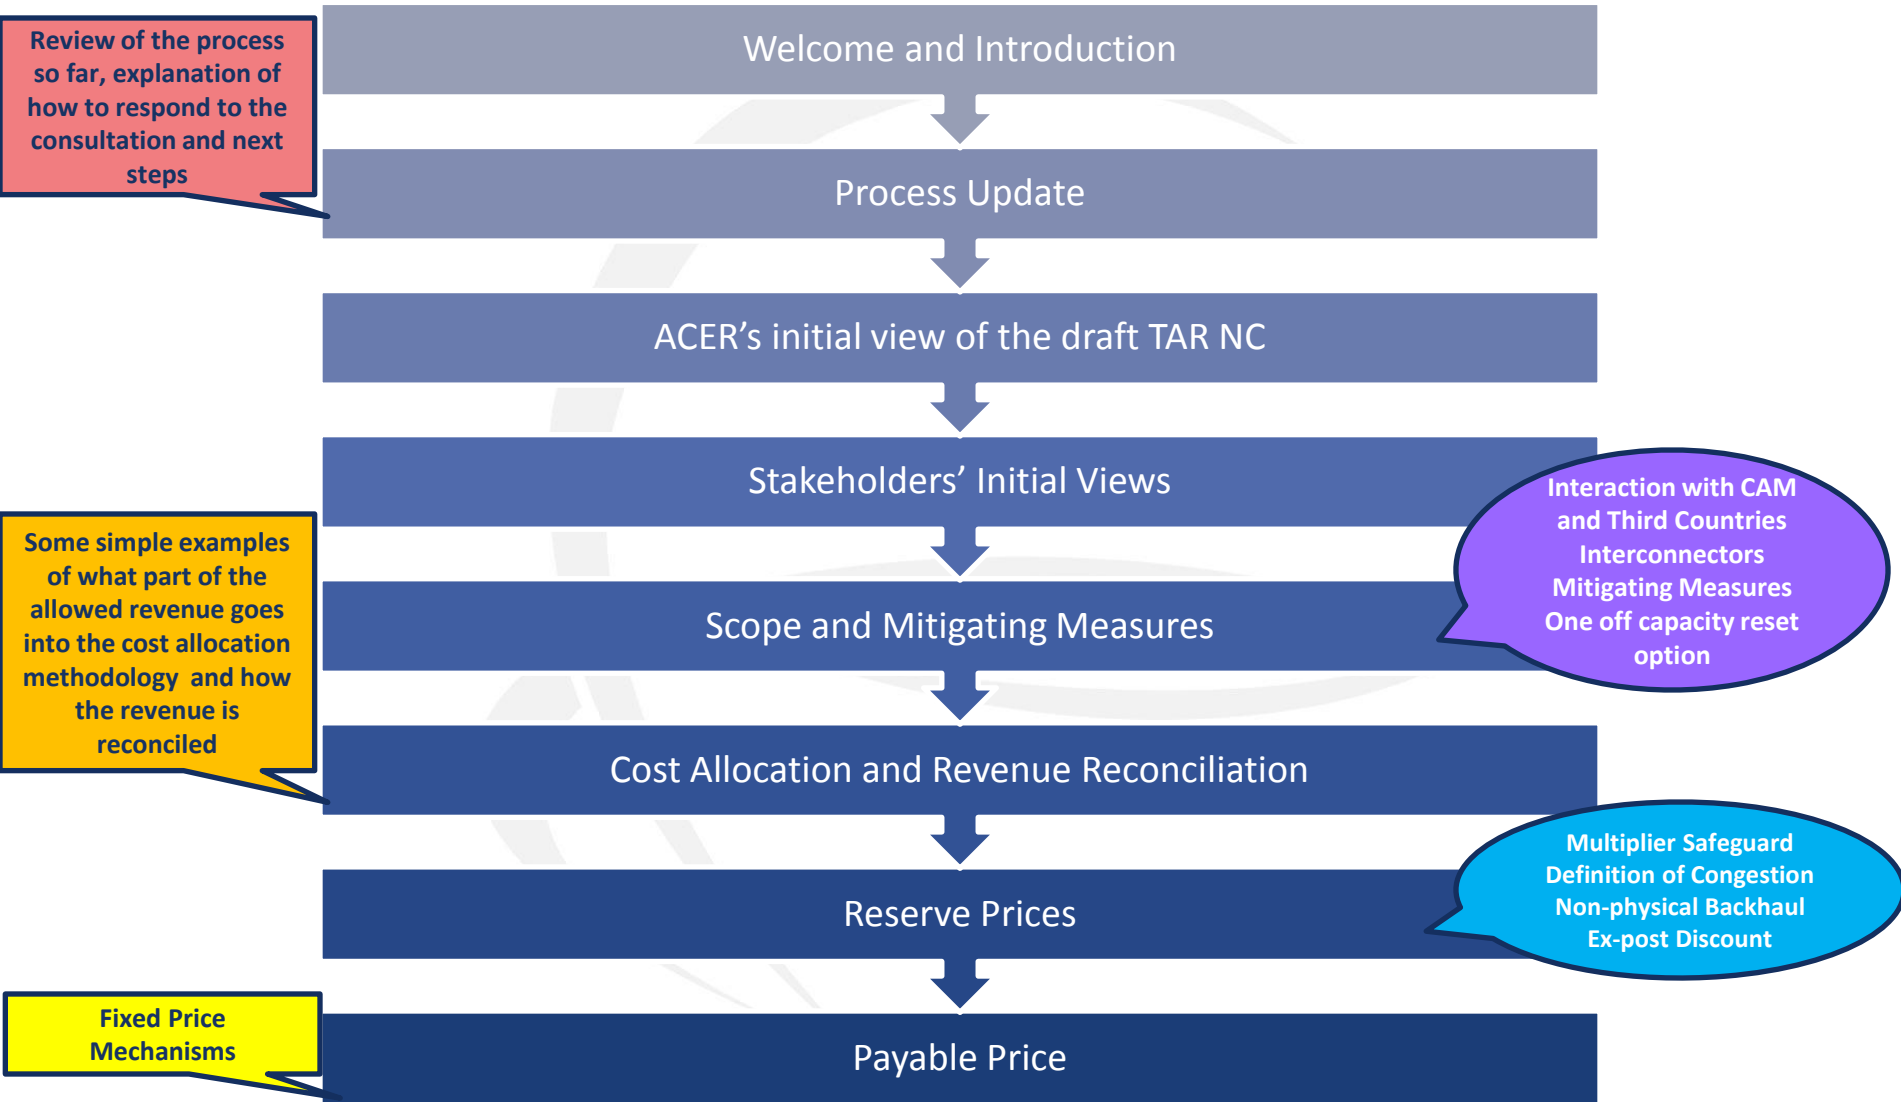 Welcome and Introduction
Review of the process
so far, explanation of
how to respond to the
consultation and next
steps
Process Update
ACER’s initial view of the draft TAR NC
Stakeholders’ Initial Views
Interaction with CAM
and Third Countries
Interconnectors
Mitigating Measures
One off capacity reset
option
Scope and Mitigating Measures
Some simple examples
of what part of the
allowed revenue goes
into the cost allocation
methodology and how
the revenue is
reconciled
Cost Allocation and Revenue Reconciliation
Multiplier Safeguard
Definition of Congestion
Non-physical Backhaul
Ex-post Discount
Reserve Prices
Fixed Price
Mechanisms
Payable Price